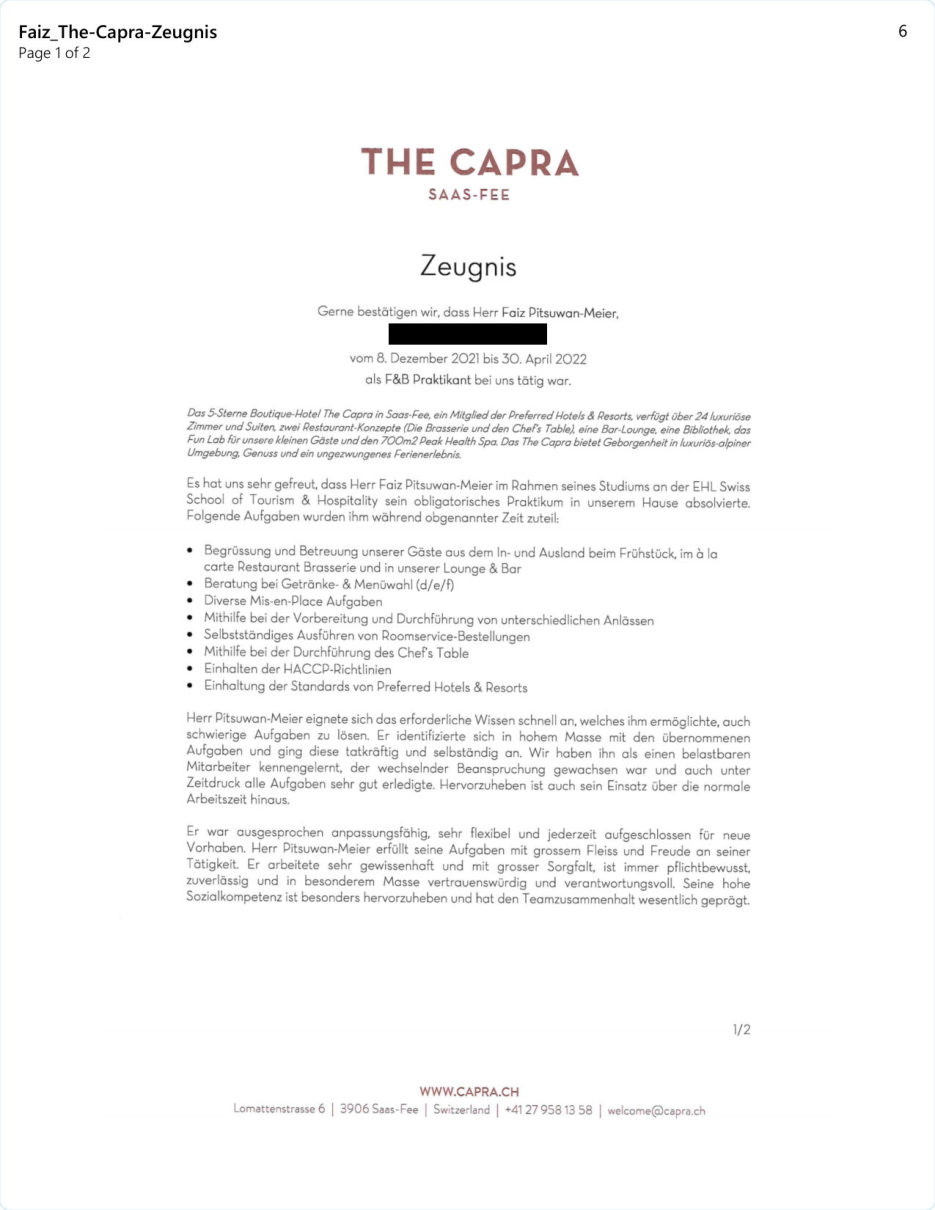 Faiz_The-Capra-Zeugnis
6
Page 1 of 2
THE CAPRA
SAAS-FEE
Zeugnis
Gerne bestätigen wir, dass Herr Faiz Pitsuwan-Meier,
vom 8. Dezember 2021 bis 30. April 2022
als F&B Praktikant bei uns tätig war.
Das 5-Sterne Boutique-Hotel The Capra in Saas-Fee, ein Mitglied der Preferred Hotels & Resorts, verfügt über 24 luxuriöse
Zimmer und Suiten, zwei Restaurant-Konzepte (Die Brasserie und den Chef's Table), eine Bar-Lounge, eine Bibliothek, das
Fun Lab für unsere kleinen Gäste und den 700m2 Peak Health Spa. Das The Capra bietet Geborgenheit in luxuriös-alpiner
Umgebung, Genuss und ein ungezwungenes Ferienerlebnis.
Es hat uns sehr gefreut, dass Herr Faiz Pitsuwan-Meier im Rahmen seines Studiums an der EHL Swiss
School of Tourism & Hospitality sein obligatorisches Praktikum in unserem Hause absolvierte.
Folgende Aufgaben wurden ihm während obgenannter Zeit zuteil:
• Begrüssung und Betreuung unserer Gäste aus dem In- und Ausland beim Frühstück, im à la
carte Restaurant Brasserie und in unserer Lounge & Bar
• Beratung bei Getränke- & Menüwahl (d/e/f)
• Diverse Mis-en-Place Aufgaben
• Mithilfe bei der Vorbereitung und Durchführung von unterschiedlichen Anlässen
• Selbstständiges Ausführen von Roomservice-Bestellungen
• Mithilfe bei der Durchführung des Chef's Table
• Einhalten der HACCP-Richtlinien
• Einhaltung der Standards von Preferred Hotels & Resorts
Herr Pitsuwan-Meier eignete sich das erforderliche Wissen schnell an, welches ihm ermöglichte, auch
schwierige Aufgaben zu lösen. Er identifizierte sich in hohem Masse mit den übernommenen
Aufgaben und ging diese tatkräftig und selbständig an. Wir haben ihn als einen belastbaren
Mitarbeiter kennengelernt, der wechselnder Beanspruchung gewachsen war und auch unter
Zeitdruck alle Aufgaben sehr gut erledigte. Hervorzuheben ist auch sein Einsatz über die normale
Arbeitszeit hinaus.
Er war ausgesprochen anpassungsfähig, sehr flexibel und jederzeit aufgeschlossen für neue
Vorhaben. Herr Pitsuwan-Meier erfüllt seine Aufgaben mit grossem Fleiss und Freude an seiner
Tätigkeit. Er arbeitete sehr gewissenhaft und mit grosser Sorgfalt, ist immer pflichtbewusst,
zuverlässig und in besonderem Masse vertrauenswürdig und verantwortungsvoll. Seine hohe
Sozialkompetenz ist besonders hervorzuheben und hat den Teamzusammenhalt wesentlich geprägt.
1/2
WWW.CAPRA.CH
Lomattenstrasse 6 | 3906 Saas-Fee | Switzerland | +41 27 958 13 58 | welcome@capra.ch